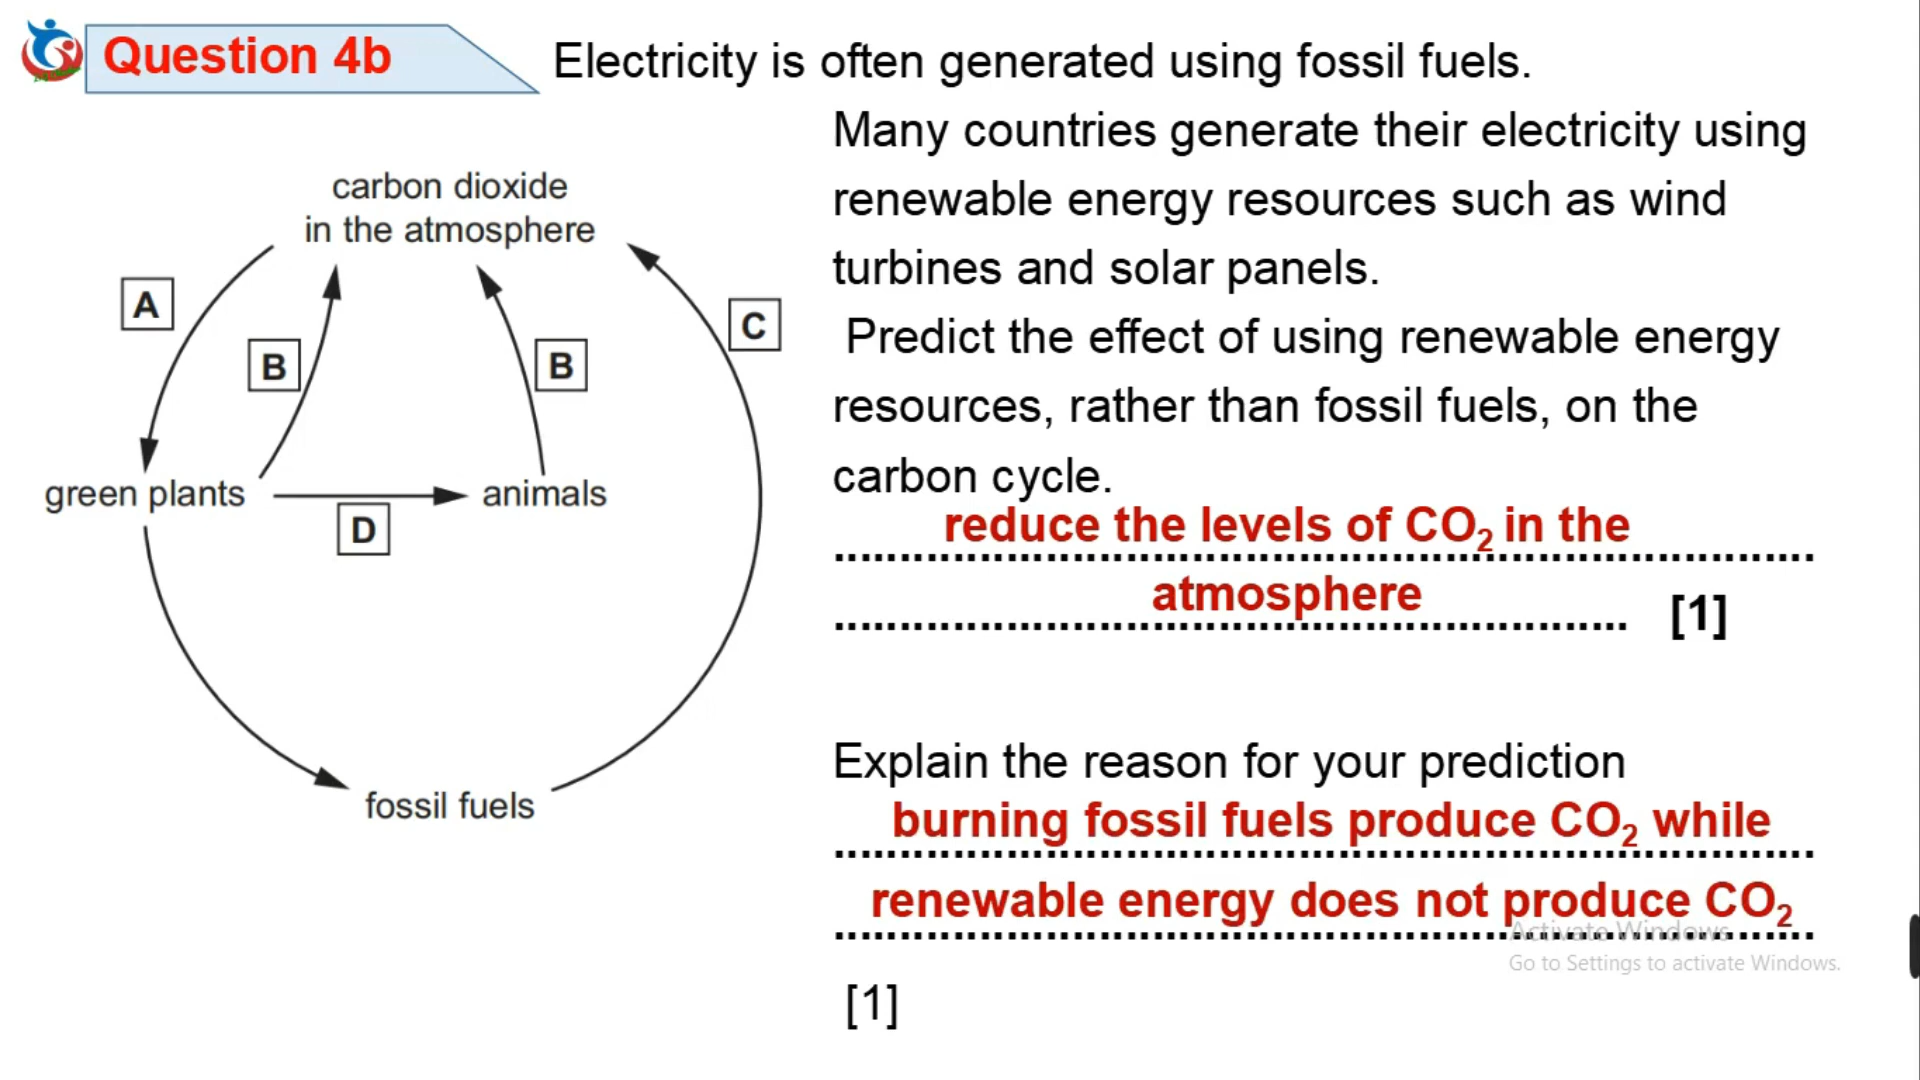 Question 4b
Electricity is often generated using fossil fuels.
Many countries generate their electricity using
renewable energy resources such as wind
turbines and solar panels.
Predict the effect of using renewable energy
resources, rather than fossil fuels, on the
carbon cycle.
reduce the levels of CO2 in the
atmosphere
[1]
Explain the reason for your prediction
burning fossil fuels produce CO2 while
renewable energy does not produce CO2
[1]
carbon dioxide
in the atmosphere
A
B
B
C
green plants
animals
D
fossil fuels
Activate Windows
Go to Settings to activate Windows.